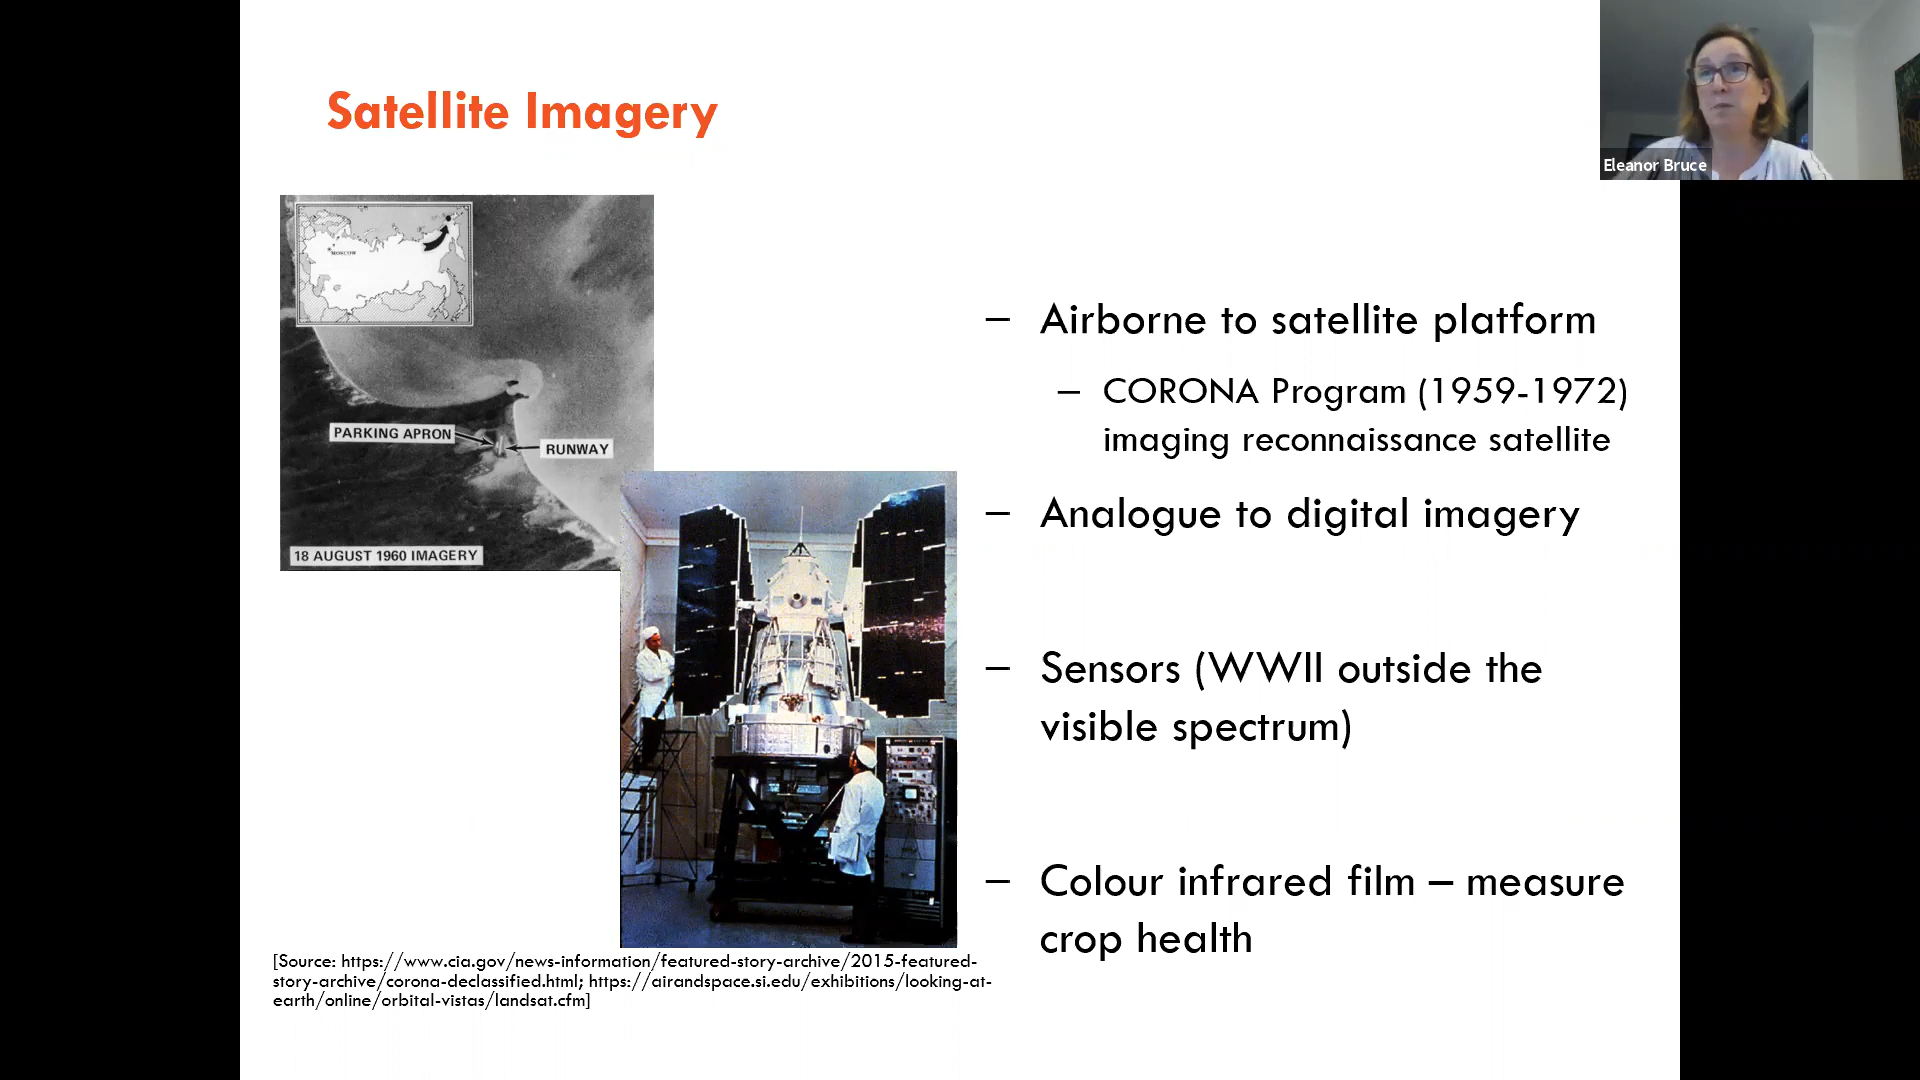 Satellite Imagery
Eleanor Bruce
MOSCOW
PARKING APRON
RUNWAY
18 AUGUST 1960 IMAGERY
– Airborne to satellite platform
– CORONA Program (1959-1972)
imaging reconnaissance satellite
– Analogue to digital imagery
– Sensors (WWII outside the
visible spectrum)
– Colour infrared film – measure
crop health
[Source: https://www.cia.gov/news-information/featured-story-archive/2015-featured-
story-archive/corona-declassified.html; https://airandspace.si.edu/exhibitions/looking-at-
earth/online/orbital-vistas/landsat.cfm]